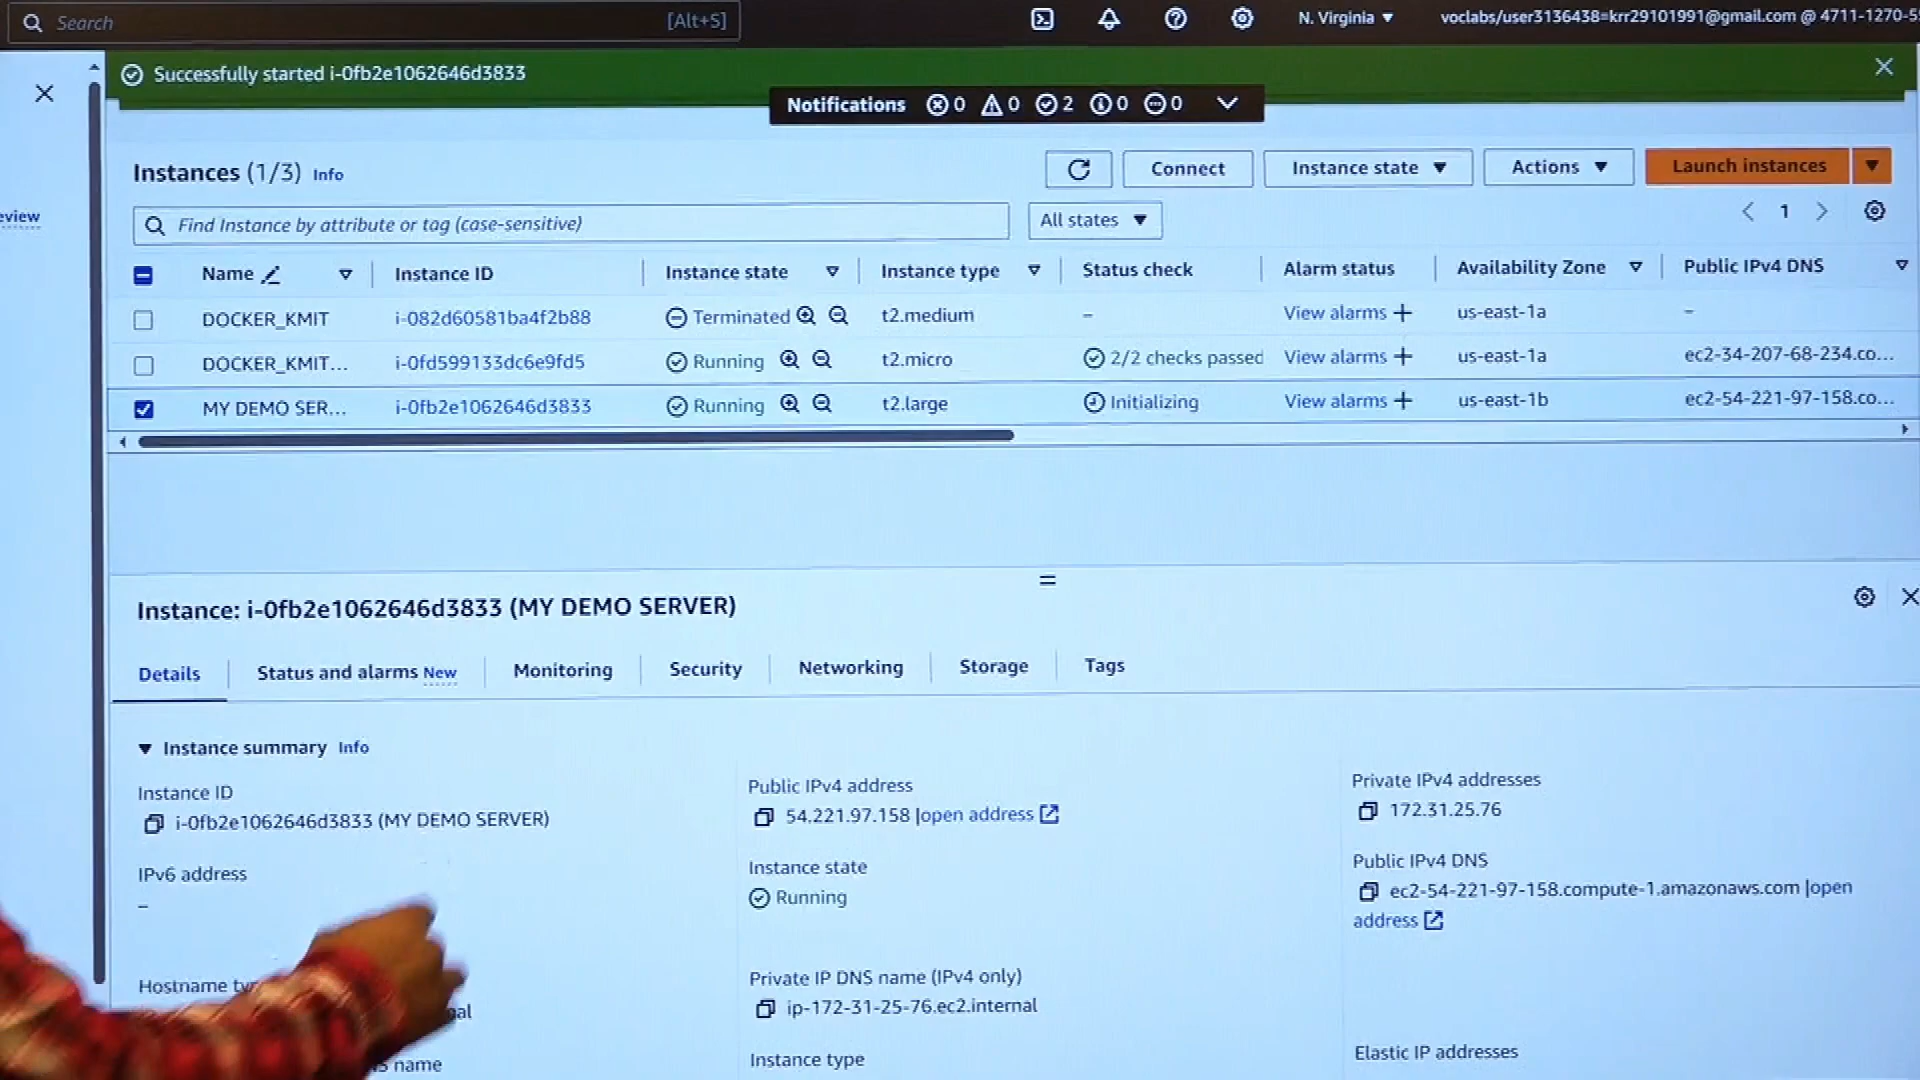 Search [Alt+S] N. Virginia ▼ voclabs/user3136438=krr29101991@gmail.com @ 4711-1270-5
Successfully started i-0fb2e1062646d3833
Notifications 0 0 2 0 0
eview
Instances (1/3) Info Connect Instance state ▼ Actions ▼ Launch instances ▼
Find Instance by attribute or tag (case-sensitive) All states ▼ 1
Name Instance ID Instance state Instance type Status check Alarm status Availability Zone Public IPv4 DNS
DOCKER_KMIT i-082d60581ba4f2b88 Terminated t2.medium – View alarms + us-east-1a –
DOCKER_KMIT... i-0fd599133dc6e9fd5 Running t2.micro 2/2 checks passed View alarms + us-east-1a ec2-34-207-68-234.co...
MY DEMO SER... i-0fb2e1062646d3833 Running t2.large Initializing View alarms + us-east-1b ec2-54-221-97-158.co...
Instance: i-0fb2e1062646d3833 (MY DEMO SERVER)
Details Status and alarms New Monitoring Security Networking Storage Tags
▼ Instance summary Info
Instance ID
i-0fb2e1062646d3833 (MY DEMO SERVER)
Public IPv4 address
54.221.97.158 |open address
Private IPv4 addresses
172.31.25.76
IPv6 address
–
Instance state
Running
Public IPv4 DNS
ec2-54-221-97-158.compute-1.amazonaws.com |open
address
Hostname
Private IP DNS name (IPv4 only)
ip-172-31-25-76.ec2.internal
name
Instance type
Elastic IP addresses